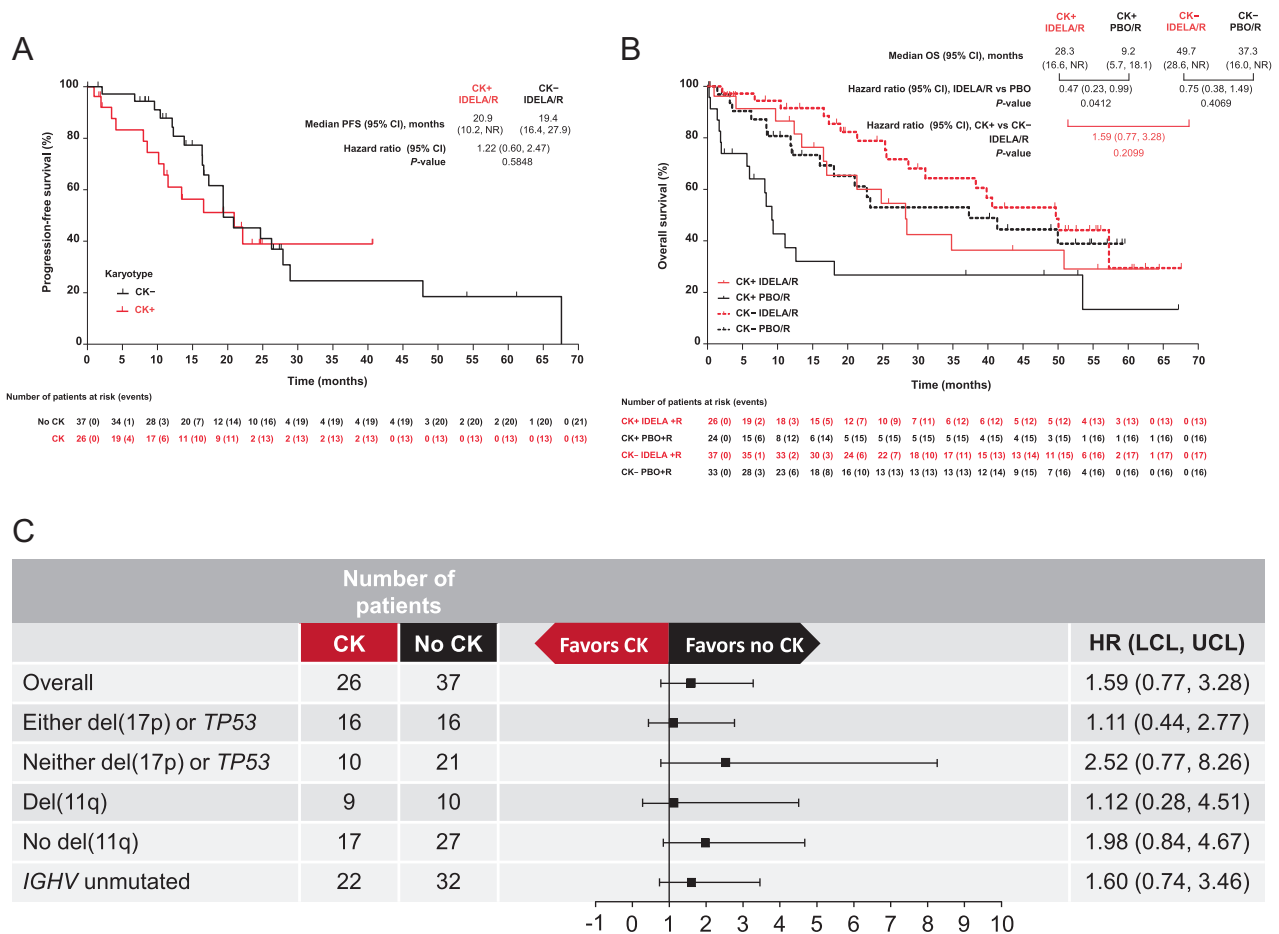 A
CK+ IDELA/R
CK− IDELA/R
Median PFS (95% CI), months
20.9 (10.2, NR)
19.4 (16.4, 27.9)
Hazard ratio (95% CI)
1.22 (0.60, 2.47)
P-value
0.5848
Progression-free survival (%)
100
80
60
40
20
0
Karyotype
CK−
CK+
0 5 10 15 20 25 30 35 40 45 50 55 60 65 70
Time (months)
Number of patients at risk (events)
No CK 37 (0) 34 (1) 28 (3) 20 (7) 12 (14) 10 (16) 4 (19) 4 (19) 4 (19) 4 (19) 3 (20) 2 (20) 2 (20) 1 (20) 0 (21)
CK 26 (0) 19 (4) 17 (6) 11 (10) 9 (11) 2 (13) 2 (13) 2 (13) 2 (13) 0 (13) 0 (13) 0 (13) 0 (13) 0 (13) 0 (13)
B
CK+ IDELA/R
CK+ PBO/R
CK− IDELA/R
CK− PBO/R
Median OS (95% CI), months
28.3 (16.6, NR)
9.2 (5.7, 18.1)
49.7 (28.6, NR)
37.3 (16.0, NR)
Hazard ratio (95% CI), IDELA/R vs PBO
0.47 (0.23, 0.99)
0.75 (0.38, 1.49)
P-value
0.0412
0.4069
Hazard ratio (95% CI), CK+ vs CK−
IDELA/R
1.59 (0.77, 3.28)
P-value
0.2099
Overall survival (%)
100
80
60
40
20
0
CK+ IDELA/R
CK+ PBO/R
CK− IDELA/R
CK− PBO/R
0 5 10 15 20 25 30 35 40 45 50 55 60 65 70
Time (months)
Number of patients at risk (events)
CK+ IDELA +R 26 (0) 19 (2) 18 (3) 15 (5) 12 (7) 10 (9) 7 (11) 6 (12) 6 (12) 5 (12) 5 (12) 4 (13) 3 (13) 0 (13) 0 (13)
CK+ PBO+R 24 (0) 15 (6) 8 (12) 6 (14) 5 (15) 5 (15) 5 (15) 5 (15) 4 (15) 4 (15) 3 (15) 1 (16) 1 (16) 1 (16) 0 (16)
CK− IDELA +R 37 (0) 35 (1) 33 (2) 30 (3) 24 (6) 22 (7) 18 (10) 17 (11) 15 (13) 13 (14) 11 (15) 6 (16) 2 (17) 1 (17) 0 (17)
CK− PBO+R 33 (0) 28 (3) 23 (6) 18 (8) 16 (10) 13 (13) 13 (13) 13 (13) 12 (14) 9 (15) 7 (16) 4 (16) 0 (16) 0 (16) 0 (16)
C
Number of
patients
CK No CK Favors CK Favors no CK HR (LCL, UCL)
Overall 26 37 1.59 (0.77, 3.28)
Either del(17p) or TP53 16 16 1.11 (0.44, 2.77)
Neither del(17p) or TP53 10 21 2.52 (0.77, 8.26)
Del(11q) 9 10 1.12 (0.28, 4.51)
No del(11q) 17 27 1.98 (0.84, 4.67)
IGHV unmutated 22 32 1.60 (0.74, 3.46)
-1 0 1 2 3 4 5 6 7 8 9 10